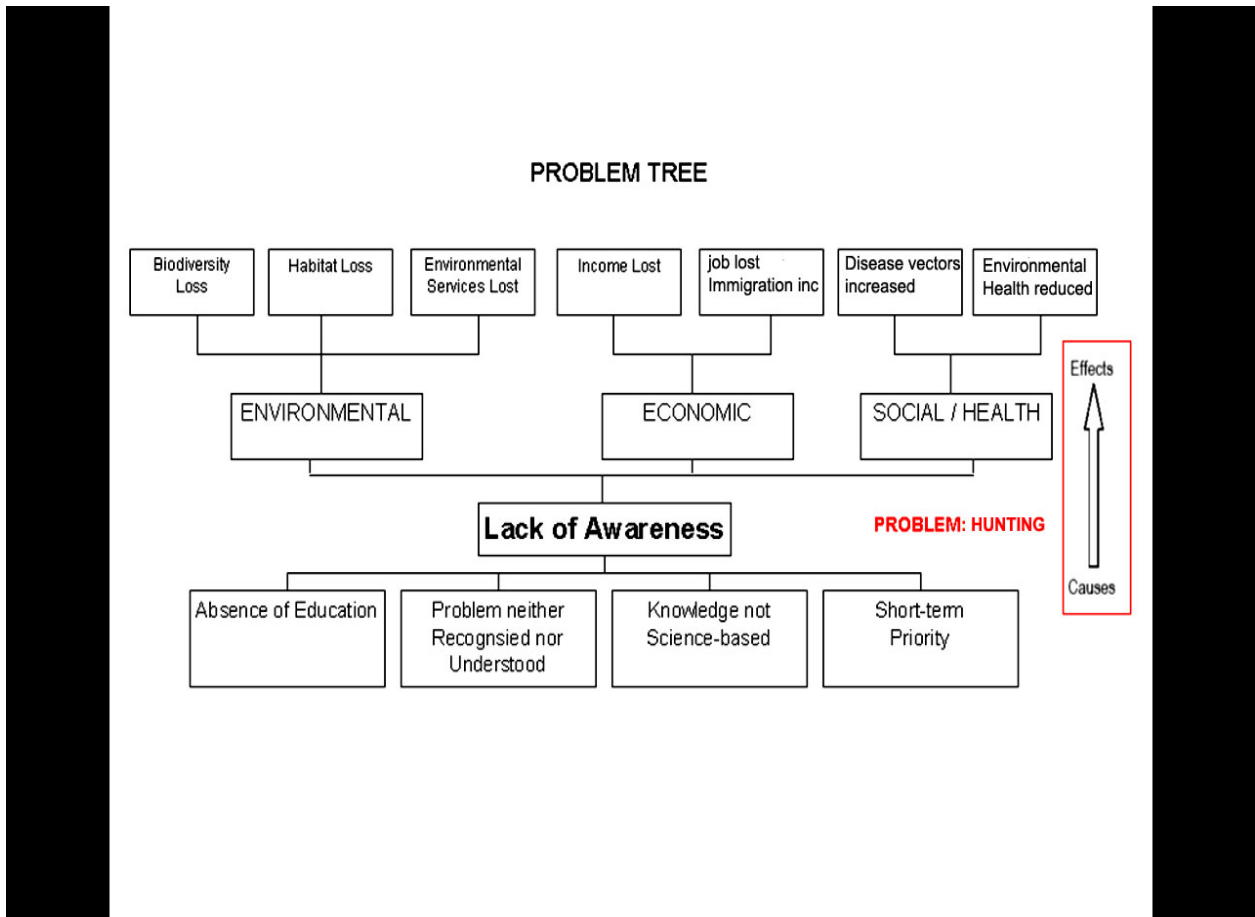 PROBLEM TREE
Biodiversity
Loss
Habitat Loss
Environmental
Services Lost
Income Lost
job lost
Immigration inc
Disease vectors
increased
Environmental
Health reduced
ENVIRONMENTAL
ECONOMIC
SOCIAL / HEALTH
Effects
Lack of Awareness
PROBLEM: HUNTING
Causes
Absence of Education
Problem neither
Recognsied nor
Understood
Knowledge not
Science-based
Short-term
Priority